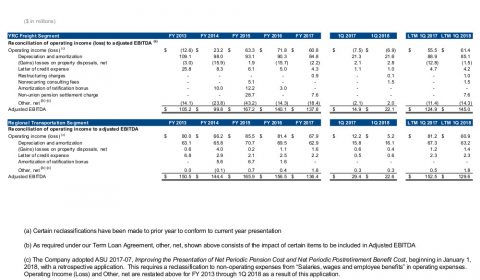 ($ in millions)
YRC Freight Segment FY 2013 FY 2014 FY 2015 FY 2016 FY 2017 1Q 2017 1Q 2018 LTM 1Q 2017 LTM 1Q 2018
Reconciliation of operating income (loss) to adjusted EBITDA (a)
Operating income (loss) (c) $ (12.6) $ 23.2 $ 63.3 $ 71.8 $ 60.8 $ (7.5) $ (6.9) $ 55.5 $ 61.4
Depreciation and amortization 109.1 98.0 93.1 90.3 84.8 21.3 21.6 88.9 85.1
(Gains) losses on property disposals, net (3.0) (15.9) 1.9 (15.7) (2.2) 2.1 2.8 (12.8) (1.5)
Letter of credit expense 25.8 8.3 6.1 5.0 4.3 1.1 1.0 4.7 4.2
Restructuring charges - - - - 0.9 - 0.1 - 1.0
Nonrecurring consulting fees - - 5.1 - - - 1.5 - 1.5
Amortization of ratification bonus - 10.0 12.2 3.0 - - - - -
Non-union pension settlement charge - - 28.7 - 7.6 - - - 7.6
Other, net (b) (c) (14.1) (23.8) (43.2) (14.3) (18.4) (2.1) 2.0 (11.4) (14.3)
Adjusted EBITDA $ 105.2 $ 99.8 $ 167.2 $ 140.1 $ 137.8 $ 14.9 $ 22.1 $ 124.9 $ 145.0
Regional Transportation Segment FY 2013 FY 2014 FY 2015 FY 2016 FY 2017 1Q 2017 1Q 2018 LTM 1Q 2017 LTM 1Q 2018
Reconciliation of operating income to adjusted EBITDA
Operating income (loss) (c) $ 80.0 $ 66.2 $ 85.5 $ 81.4 $ 67.9 $ 12.2 $ 5.2 $ 81.2 $ 60.9
Depreciation and amortization 63.1 65.8 70.7 69.5 62.9 15.8 16.1 67.3 63.2
(Gains) losses on property disposals, net 0.6 4.0 0.2 1.1 1.6 0.6 0.4 1.2 1.4
Letter of credit expense 6.8 2.9 2.1 2.5 2.2 0.5 0.6 2.3 2.3
Amortization of ratification bonus - 5.6 6.7 1.6 - - - - -
Other, net (b) (c) 0.0 (0.1) 0.7 0.4 1.8 0.3 0.3 0.5 1.8
Adjusted EBITDA $ 150.5 $ 144.4 $ 165.9 $ 156.5 $ 136.4 $ 29.4 $ 22.6 $ 152.5 $ 129.6
(a) Certain reclassifications have been made to prior year to conform to current year presentation
(b) As required under our Term Loan Agreement, other, net, shown above consists of the impact of certain items to be included in Adjusted EBITDA
(c) The Company adopted ASU 2017-07, Improving the Presentation of Net Periodic Pension Cost and Net Periodic Postretirement Benefit Cost, beginning in January 1,
2018, with a retrospective application. This requires a reclassification to non-operating expenses from "Salaries, wages and employee benefits" in operating expenses.
Operating Income (Loss) and Other, net are restated above for FY 2013 through 1Q 2018 as a result of this application.